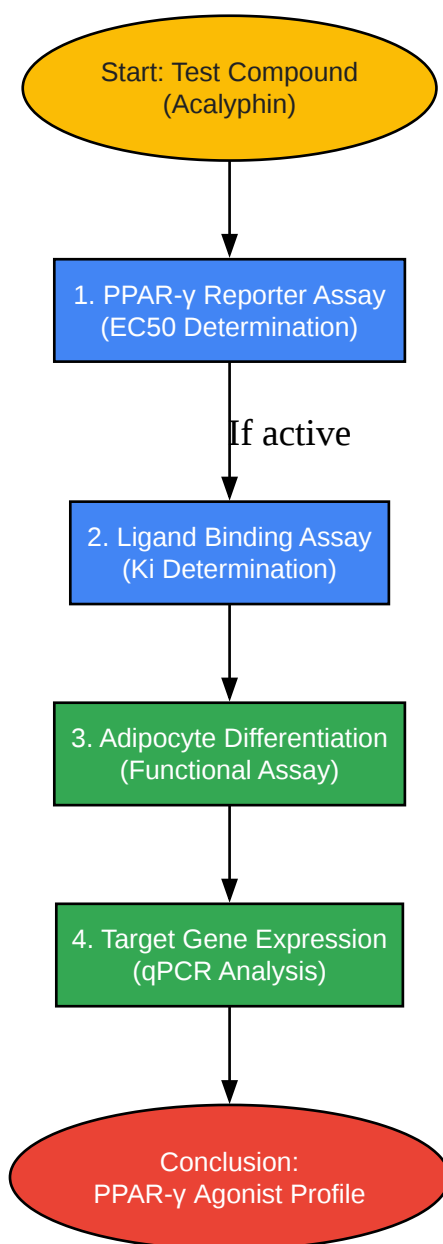 Start: Test Compound
(Acalyphin)
1. PPAR-γ Reporter Assay
(EC50 Determination)
If active
2. Ligand Binding Assay
(Ki Determination)
3. Adipocyte Differentiation
(Functional Assay)
4. Target Gene Expression
(qPCR Analysis)
Conclusion:
PPAR-γ Agonist Profile